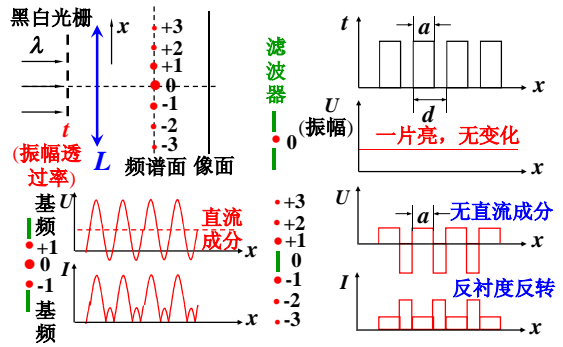 黑白光栅
λ
t
(振幅透
过率)
L
x
+3
+2
+1
0
-1
-2
-3
频谱面
像面
滤
波
器
0
t
a
d
x
U
(振幅)
一片亮，无变化
x
基
频
+1
0
-1
基
频
U
直流
成分
x
I
x
+3
+2
+1
0
-1
-2
-3
U
a
无直流成分
x
I
反衬度反转
x